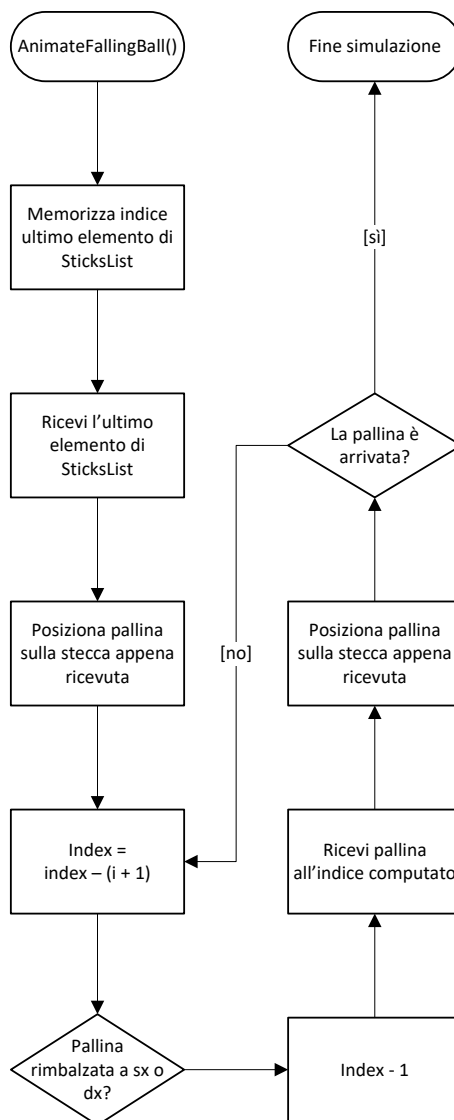 AnimateFallingBall()
Memorizza indice
ultimo elemento di
SticksList
Ricevi l'ultimo
elemento di
SticksList
Posiziona pallina
sulla stecca appena
ricevuta
Index =
index – (i + 1)
Pallina
rimbalzata a sx o
dx?
Index - 1
Ricevi pallina
all'indice computato
Posiziona pallina
sulla stecca appena
ricevuta
La pallina è
arrivata?
[no]
[sì]
Fine simulazione